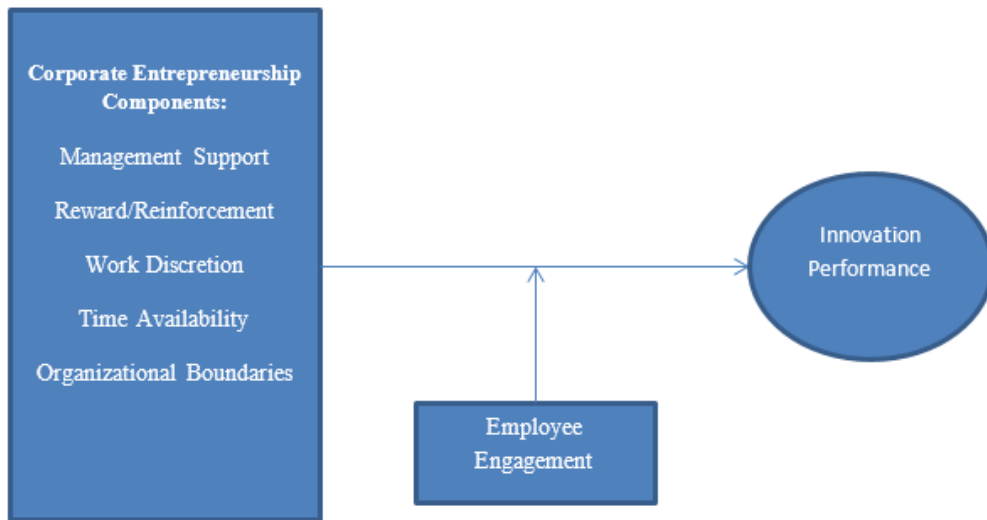 Corporate Entrepreneurship
Components:
Management Support
Reward/Reinforcement
Work Discretion
Time Availability
Organizational Boundaries
Innovation
Performance
Employee
Engagement